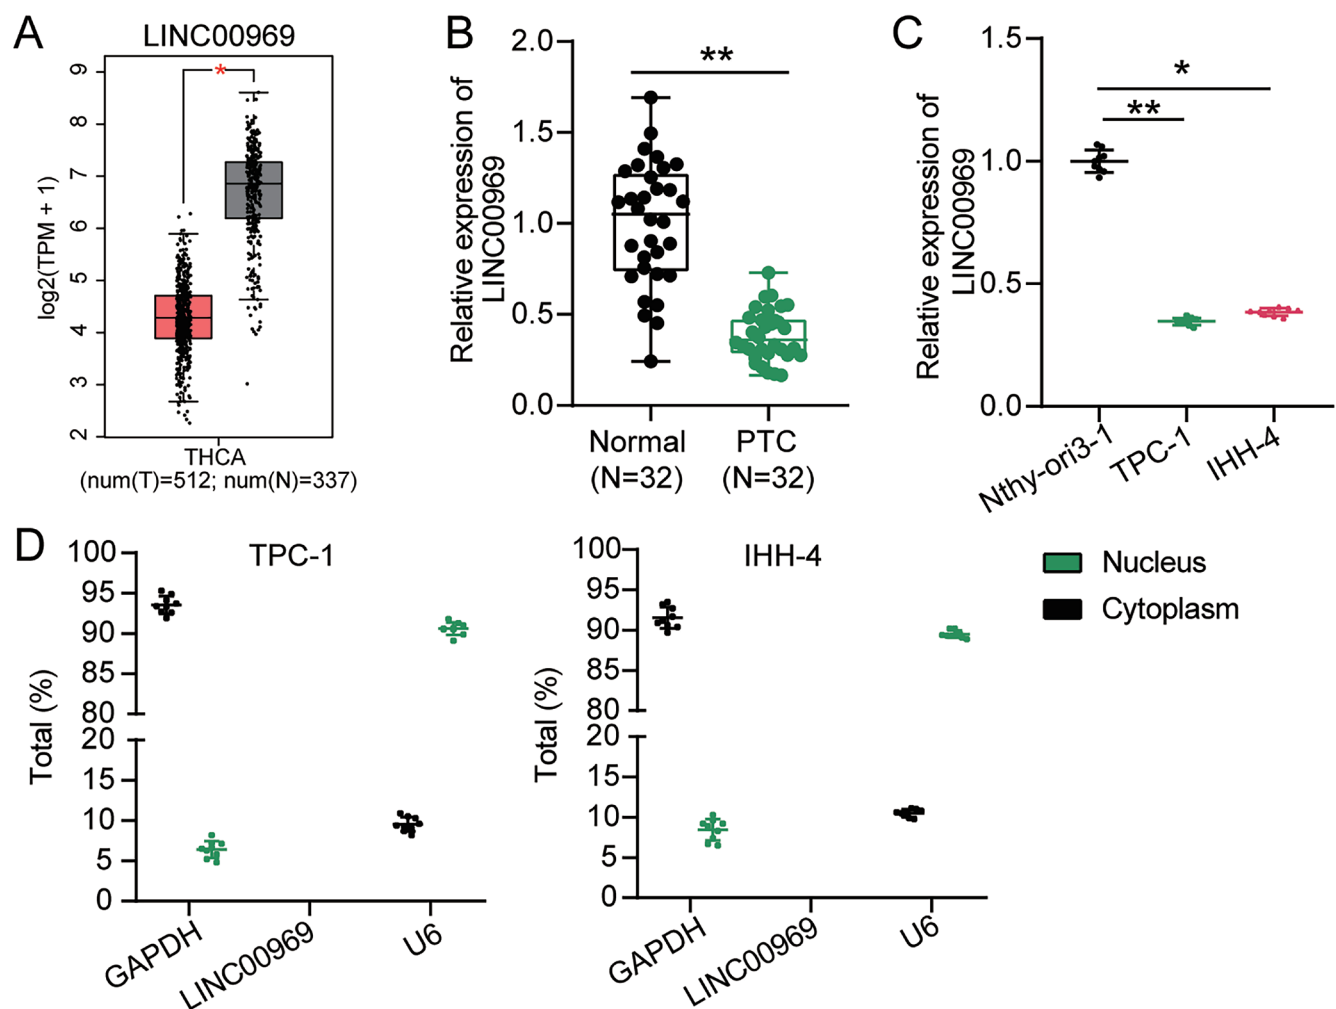 A
LINC00969
*
log2(TPM + 1)
9
8
7
6
5
4
3
2
THCA
(num(T)=512; num(N)=337)
B
**
Relative expression of
LINC00969
2.0
1.5
1.0
0.5
0.0
Normal
(N=32)
PTC
(N=32)
C
*
**
Relative expression of
LINC00969
1.5
1.0
0.5
0.0
Nthy-ori3-1
TPC-1
IHH-4
D
TPC-1
Total (%)
100
95
90
85
80
20
15
10
5
0
GAPDH
LINC00969
U6
IHH-4
Total (%)
100
95
90
85
80
20
15
10
5
0
GAPDH
LINC00969
U6
Nucleus
Cytoplasm